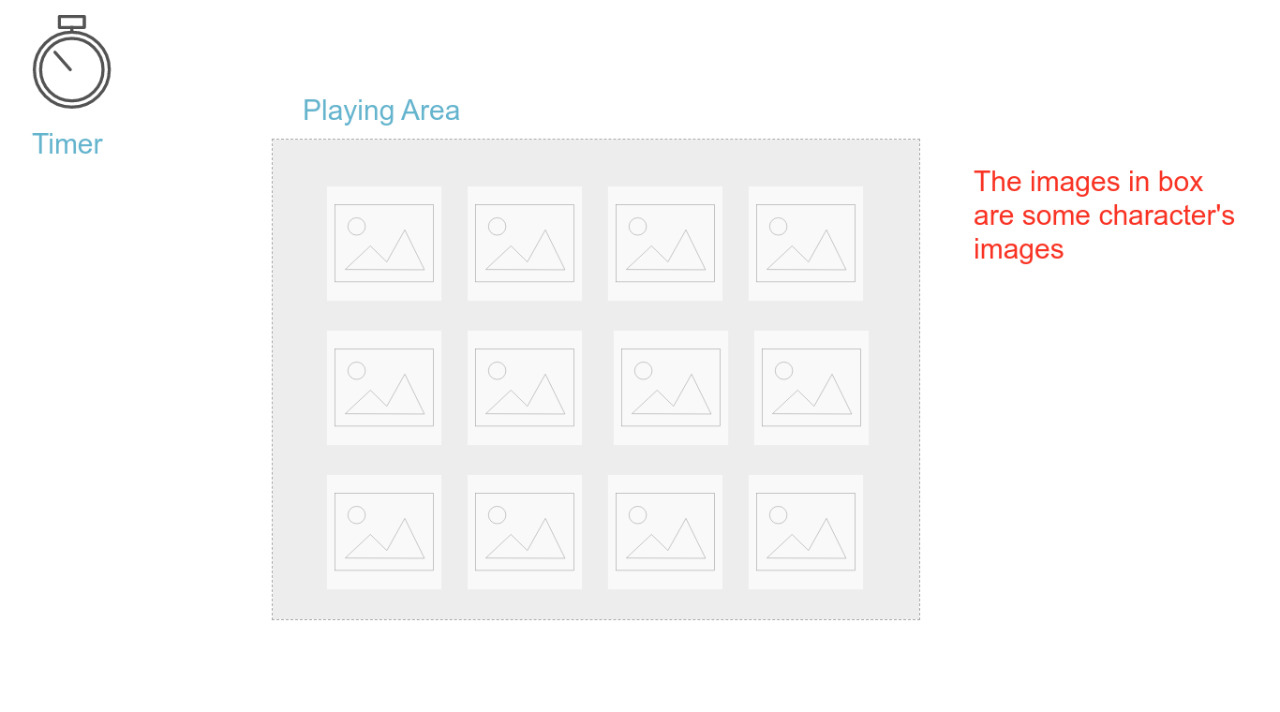 Timer
Playing Area
The images in box
are some character's
images